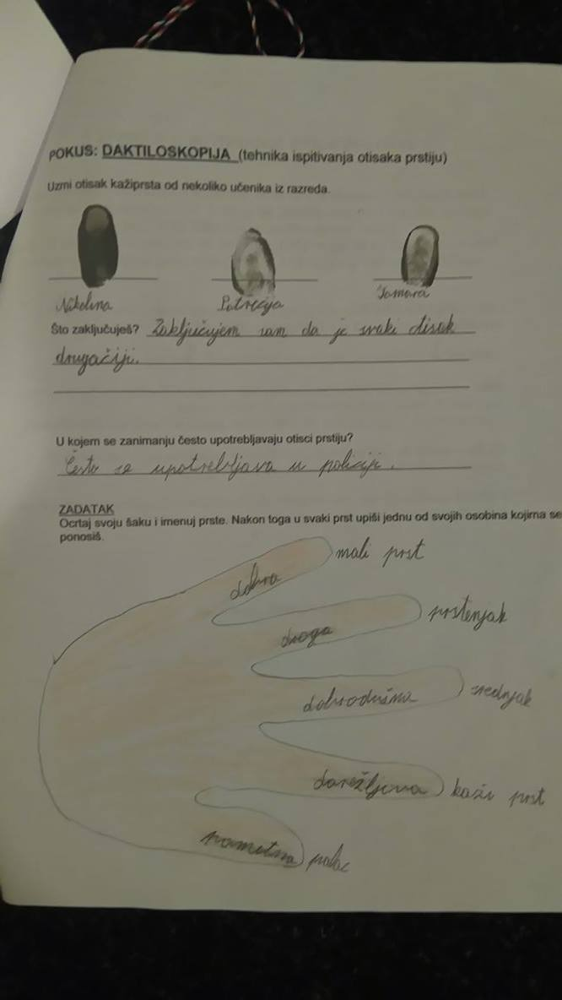 POKUS: DAKTILOSKOPIJA (tehnika ispitivanja otisaka prstiju)
Uzmi otisak kažiprsta od nekoliko učenika iz razreda.
Nikolina Patricija Tamara
Što zaključuješ? Zaključujem sam da je svaki otisak
drugačiji.
U kojem se zanimanju često upotrebljavaju otisci prstiju?
Često se upotrebljava u policiji.
ZADATAK
Ocrtaj svoju šaku i imenuj prste. Nakon toga u svaki prst upiši jednu od svojih osobina kojima se
ponosiš.
dobra mali prst
droga prstenjak
dobrodušna srednjak
darežljiva kaži prst
pametna palac